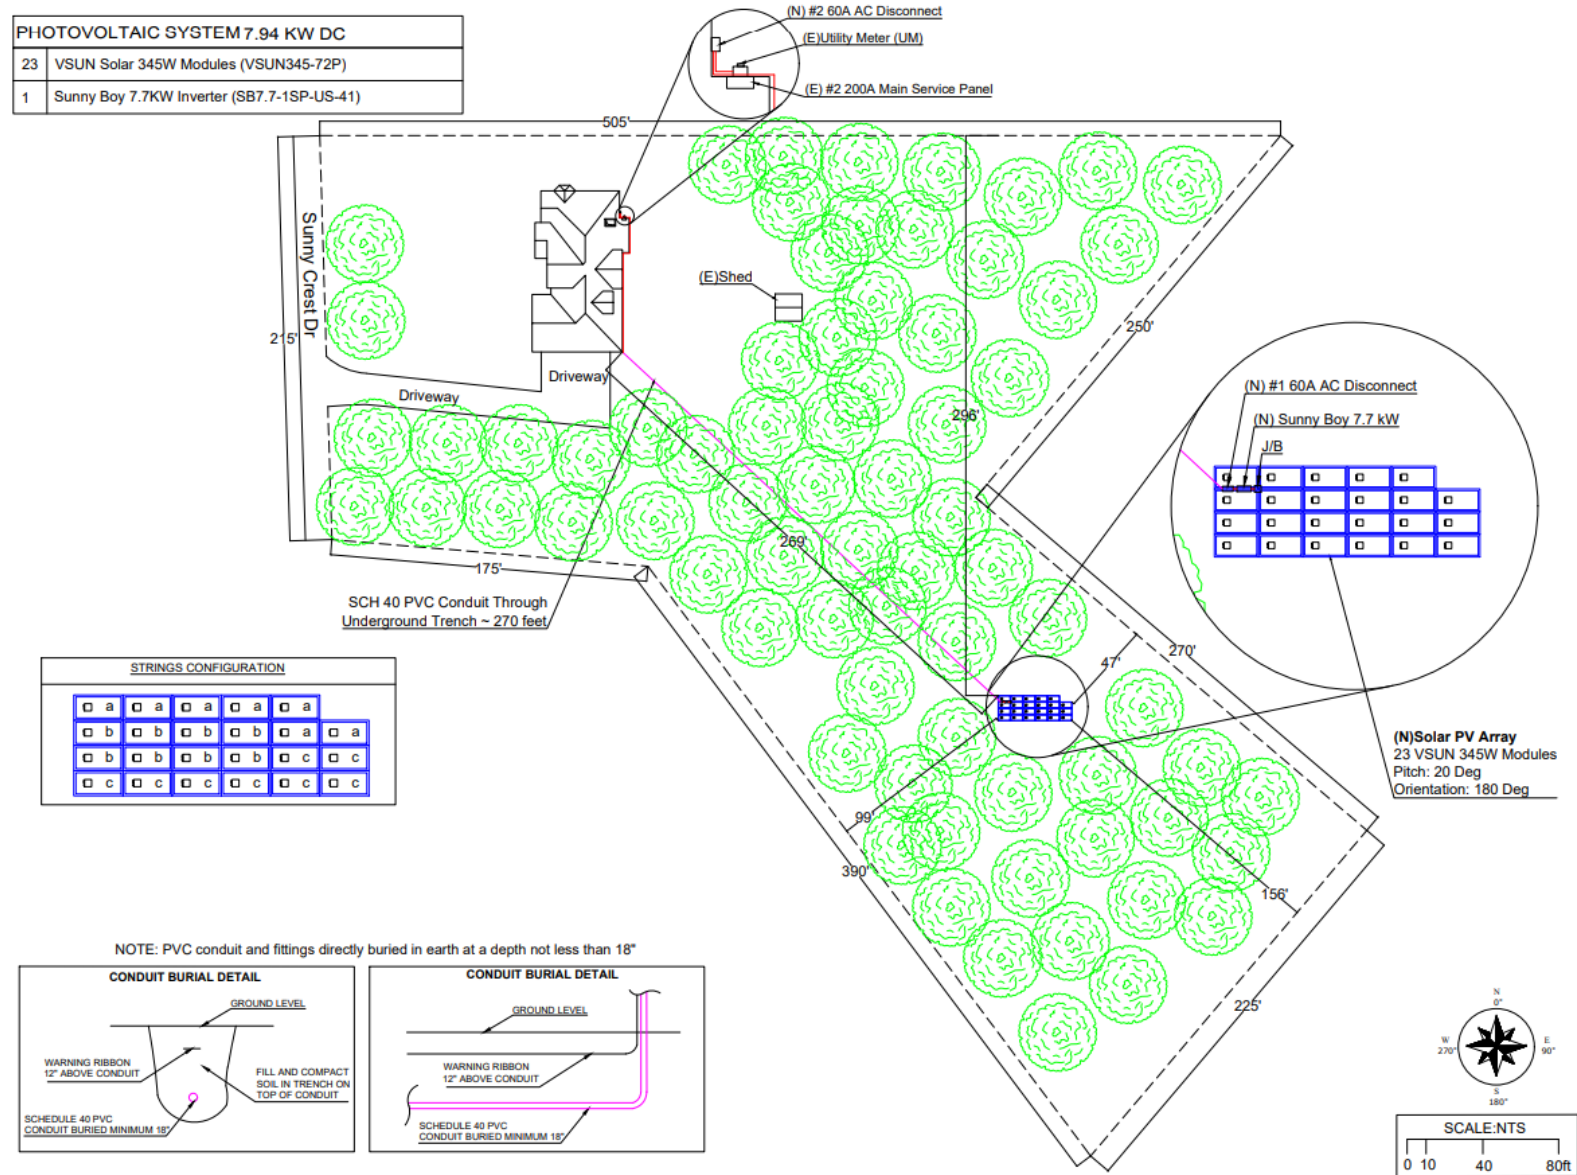 PHOTOVOLTAIC SYSTEM 7.94 KW DC
23 VSUN Solar 345W Modules (VSUN345-72P)
1 Sunny Boy 7.7KW Inverter (SB7.7-1SP-US-41)
(N) #2 60A AC Disconnect
(E)Utility Meter (UM)
(E) #2 200A Main Service Panel
505'
Sunny Crest Dr
215'
(E)Shed
250'
Driveway
Driveway
296'
(N) #1 60A AC Disconnect
(N) Sunny Boy 7.7 kW
J/B
269'
175'
SCH 40 PVC Conduit Through
Underground Trench ~ 270 feet
47'
270'
STRINGS CONFIGURATION
a a a a a
b b b b a a
b b b b c c
c c c c c c
(N)Solar PV Array
23 VSUN 345W Modules
Pitch: 20 Deg
Orientation: 180 Deg
99'
390'
156'
225'
NOTE: PVC conduit and fittings directly buried in earth at a depth not less than 18"
CONDUIT BURIAL DETAIL
GROUND LEVEL
WARNING RIBBON
12" ABOVE CONDUIT
FILL AND COMPACT
SOIL IN TRENCH ON
TOP OF CONDUIT
SCHEDULE 40 PVC
CONDUIT BURIED MINIMUM 18"
CONDUIT BURIAL DETAIL
GROUND LEVEL
WARNING RIBBON
12" ABOVE CONDUIT
SCHEDULE 40 PVC
CONDUIT BURIED MINIMUM 18"
N
0°
W
270°
E
90°
S
180°
SCALE:NTS
0 10 40 80ft